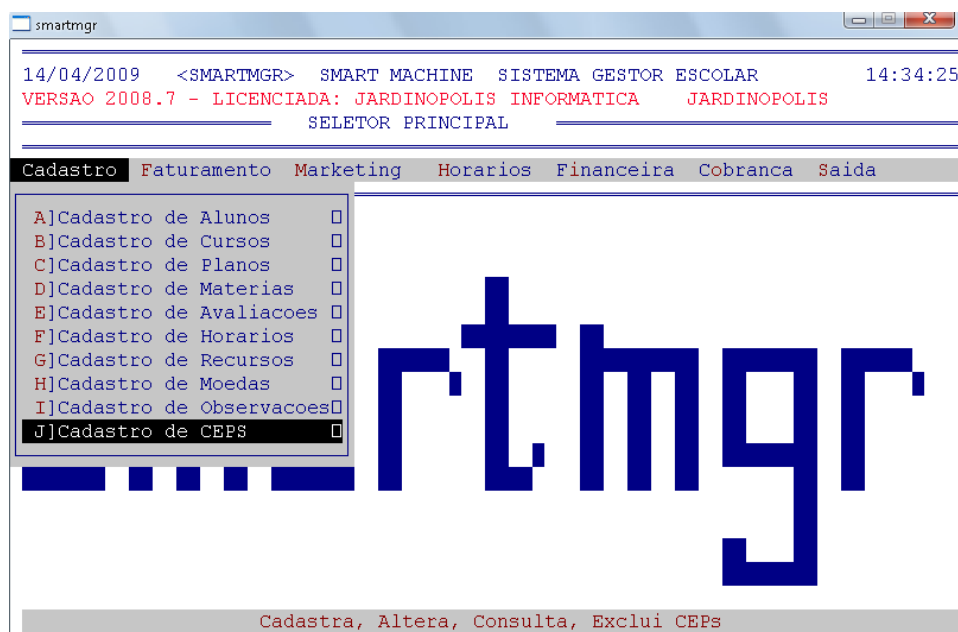 smartmgr
14/04/2009 <SMARTMGR> SMART MACHINE SISTEMA GESTOR ESCOLAR 14:34:25
VERSAO 2008.7 - LICENCIADA: JARDINOPOLIS INFORMATICA JARDINOPOLIS
SELETOR PRINCIPAL
Cadastro Faturamento Marketing Horarios Financeira Cobranca Saida
A]Cadastro de Alunos
B]Cadastro de Cursos
C]Cadastro de Planos
D]Cadastro de Materias
E]Cadastro de Avaliacoes
F]Cadastro de Horarios
G]Cadastro de Recursos
H]Cadastro de Moedas
I]Cadastro de Observacoes
J]Cadastro de CEPS
rtmgr
Cadastra, Altera, Consulta, Exclui CEPs